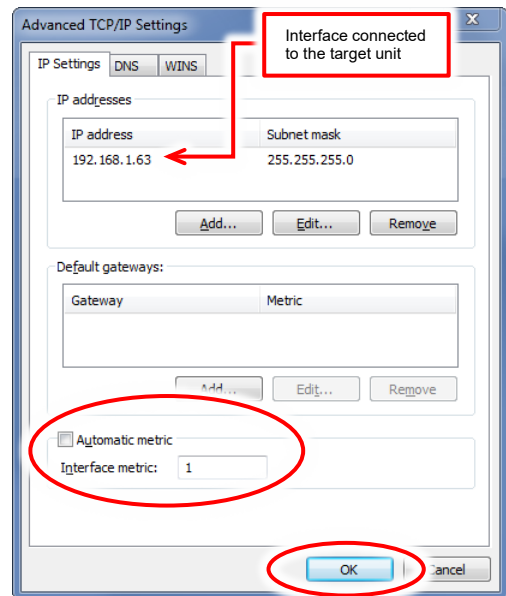 Advanced TCP/IP Settings
Interface connected
to the target unit
IP Settings DNS WINS
IP addresses
IP address Subnet mask
192.168.1.63 255.255.255.0
Add... Edit... Remove
Default gateways:
Gateway Metric
Add... Edit... Remove
Automatic metric
Interface metric: 1
OK Cancel